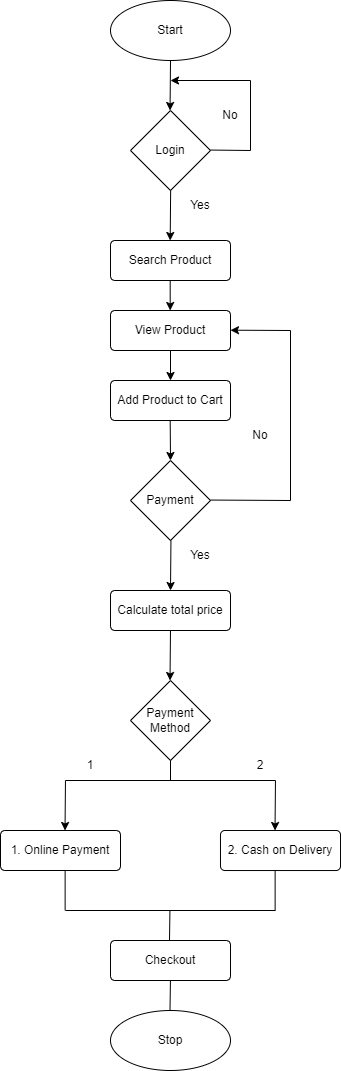 Start
No
Login
Yes
Search Product
View Product
Add Product to Cart
No
Payment
Yes
Calculate total price
Payment
Method
1
2
1. Online Payment
2. Cash on Delivery
Checkout
Stop